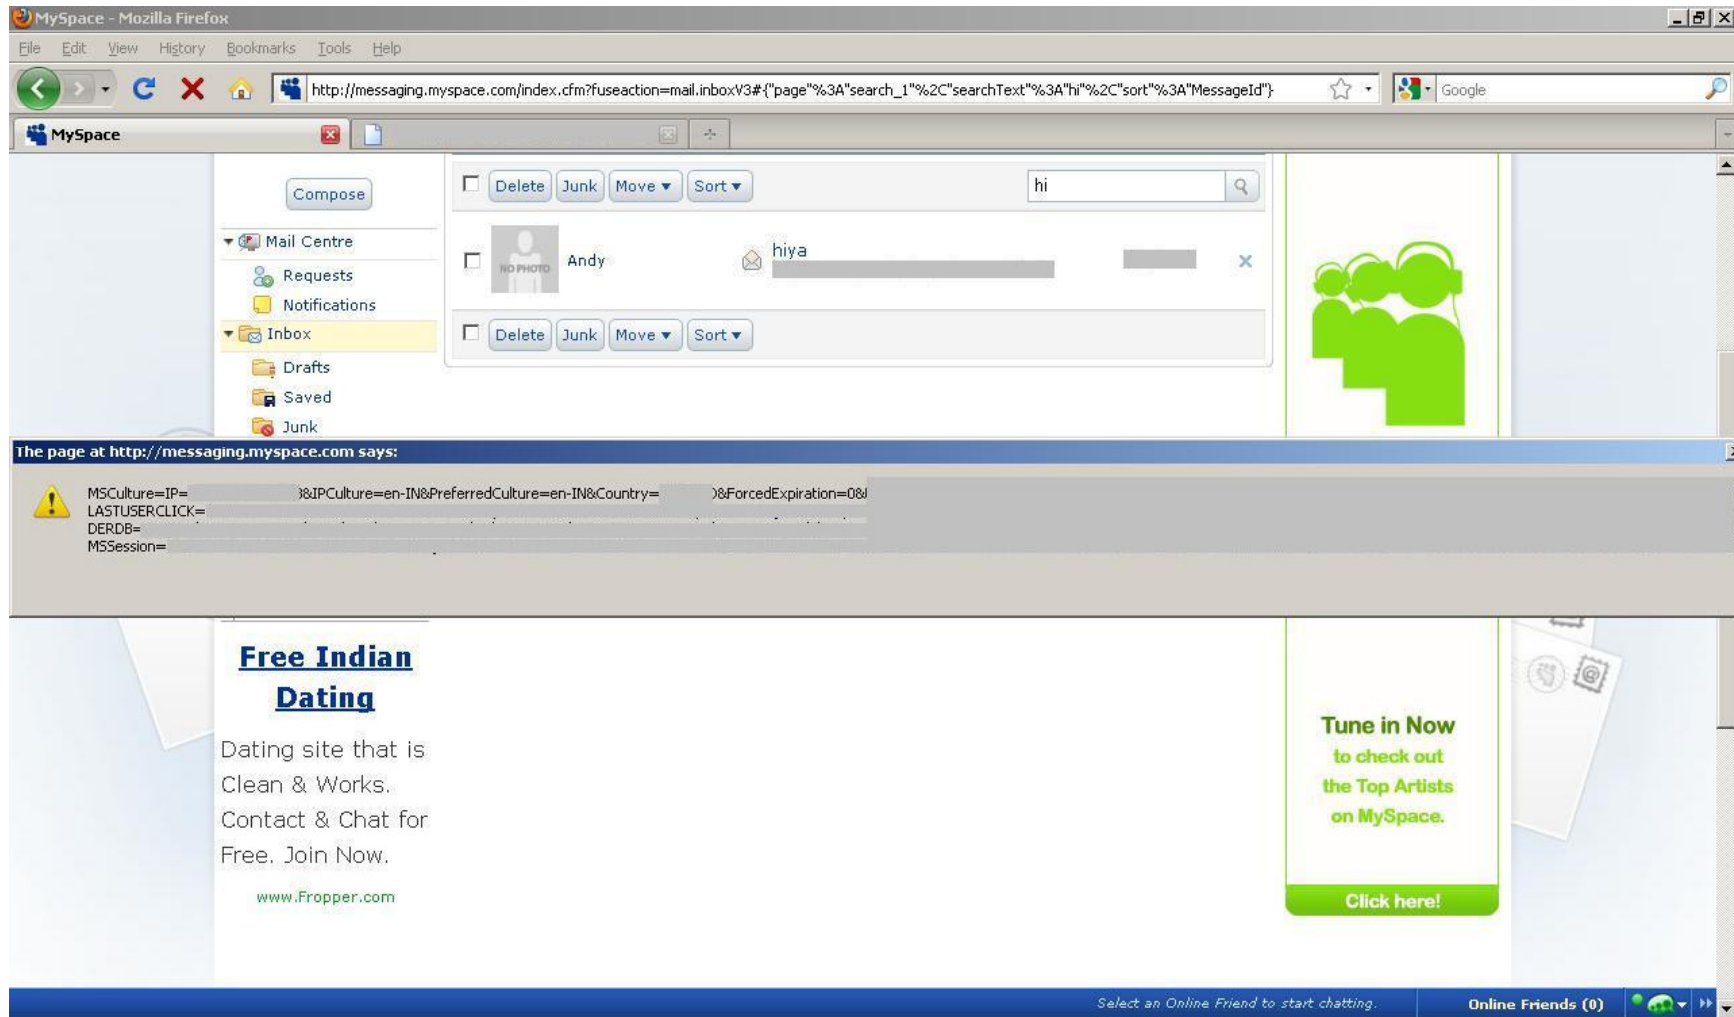 MySpace - Mozilla Firefox
File Edit View History Bookmarks Tools Help
http://messaging.myspace.com/index.cfm?fuseaction=mail.inboxV3#{"page"%3A"search_1"%2C"searchText"%3A"hi"%2C"sort"%3A"MessageId"}
Google
MySpace
Compose
Delete Junk Move Sort
hi
Mail Centre
Requests
Notifications
Inbox
Drafts
Saved
Junk
NO PHOTO
Andy
hiya
Delete Junk Move Sort
The page at http://messaging.myspace.com says:
MSCulture=IP= &IPCulture=en-IN&PreferredCulture=en-IN&Country= &ForcedExpiration=0&
LASTUSERCLICK=
DERDB=
MSSession=
Free Indian
Dating
Dating site that is
Clean & Works.
Contact & Chat for
Free. Join Now.
www.Fropper.com
Tune in Now
to check out
the Top Artists
on MySpace.
Click here!
Select an Online Friend to start chatting.
Online Friends (0)